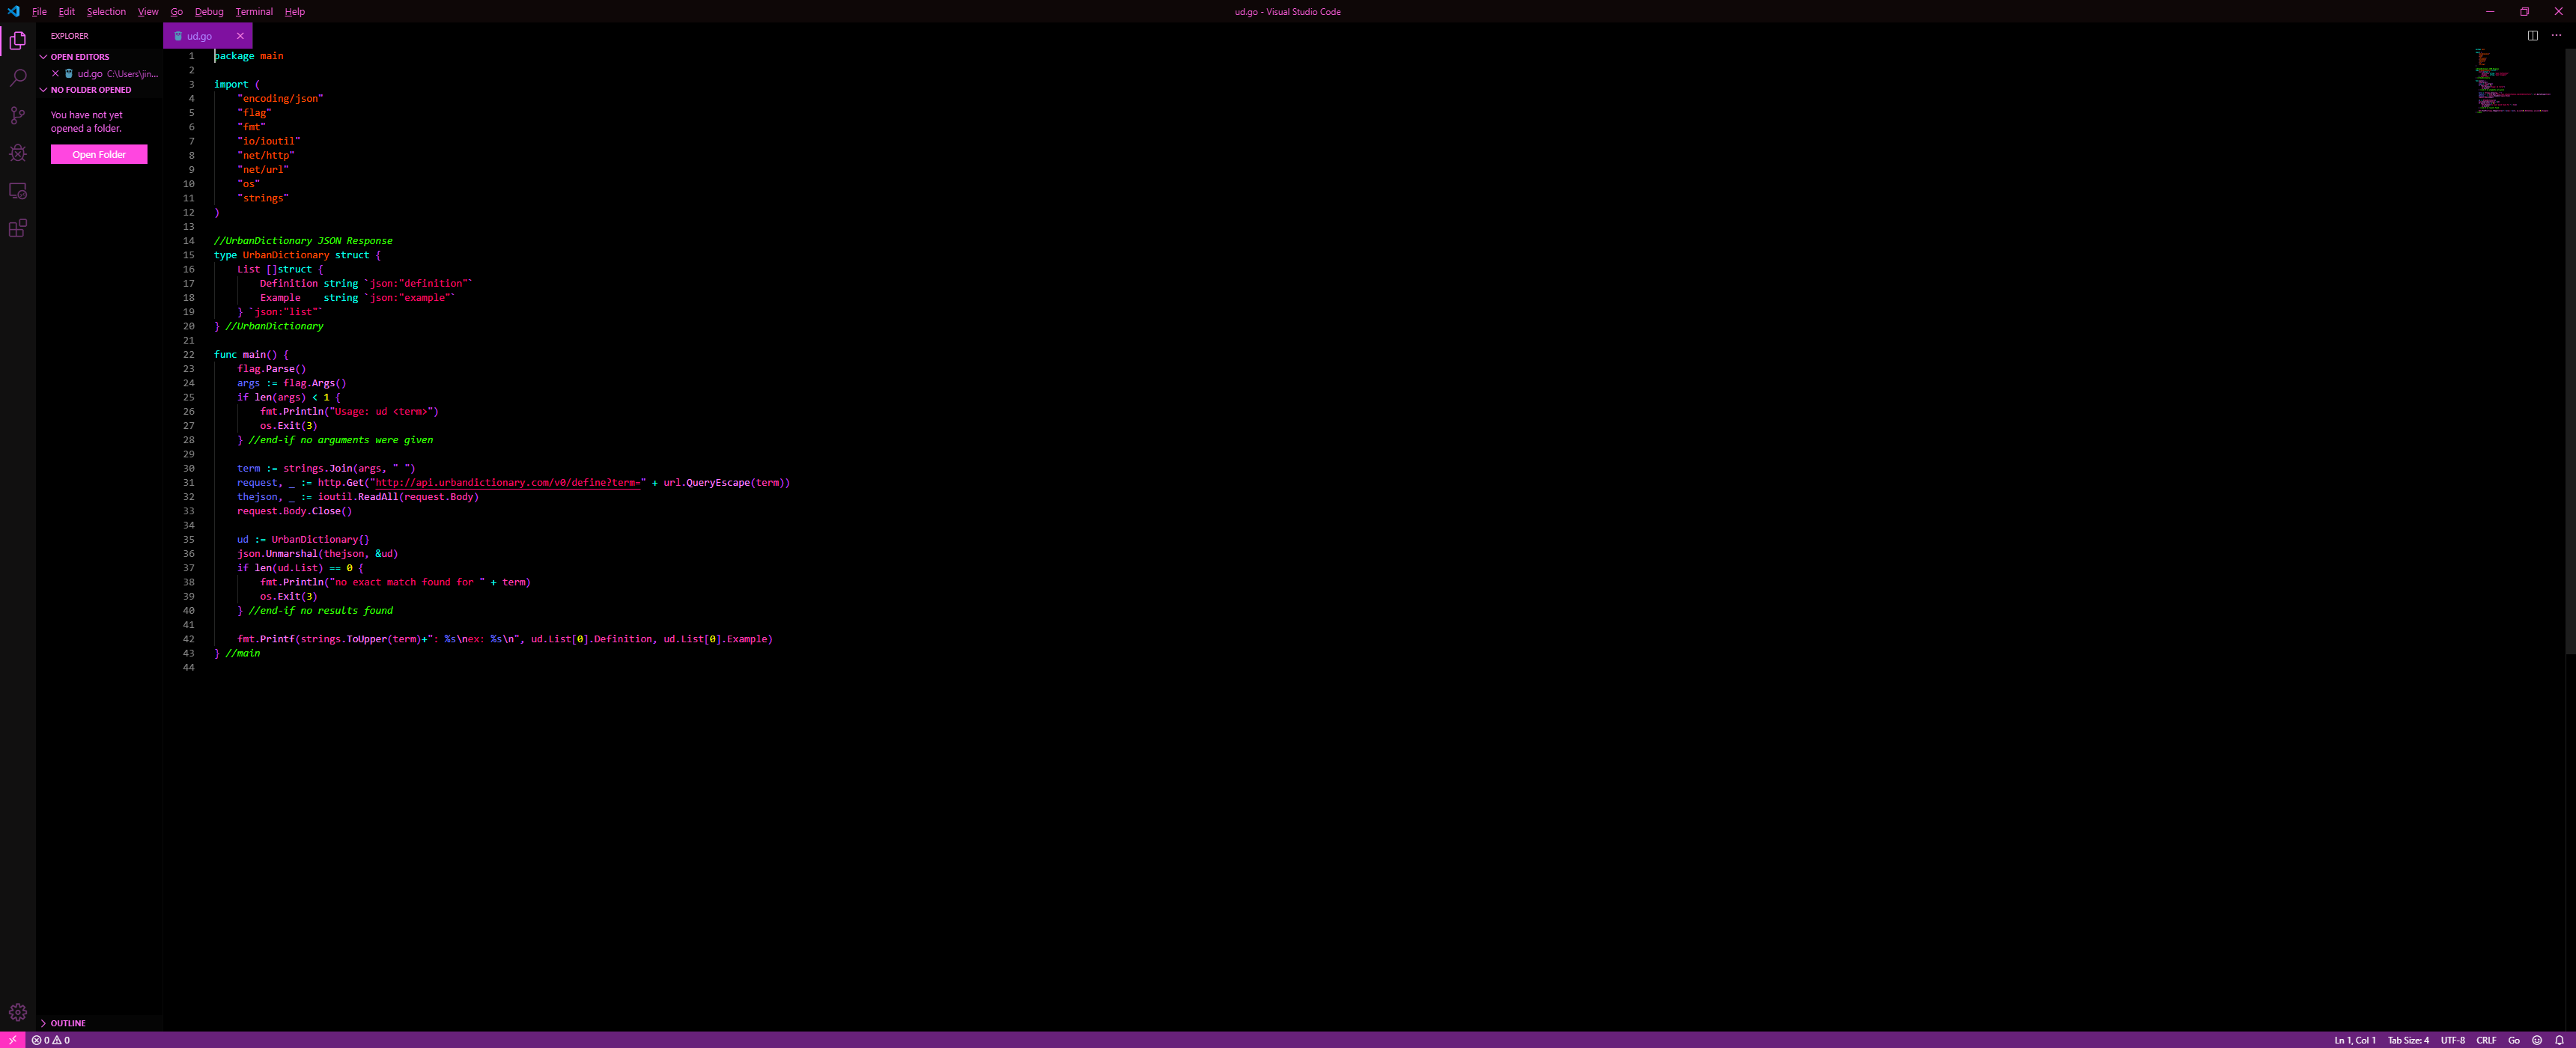 File Edit Selection View Go Debug Terminal Help
ud.go - Visual Studio Code
EXPLORER
OPEN EDITORS
ud.go C:\Users\jin...
NO FOLDER OPENED
You have not yet
opened a folder.
Open Folder
OUTLINE
ud.go
1 package main
2
3 import (
4     "encoding/json"
5     "flag"
6     "fmt"
7     "io/ioutil"
8     "net/http"
9     "net/url"
10     "os"
11     "strings"
12 )
13
14 //UrbanDictionary JSON Response
15 type UrbanDictionary struct {
16     List []struct {
17         Definition string `json:"definition"`
18         Example    string `json:"example"`
19     } `json:"list"`
20 } //UrbanDictionary
21
22 func main() {
23     flag.Parse()
24     args := flag.Args()
25     if len(args) < 1 {
26         fmt.Println("Usage: ud <term>")
27         os.Exit(3)
28     } //end-if no arguments were given
29
30     term := strings.Join(args, " ")
31     request, _ := http.Get("http://api.urbandictionary.com/v0/define?term=" + url.QueryEscape(term))
32     thejson, _ := ioutil.ReadAll(request.Body)
33     request.Body.Close()
34
35     ud := UrbanDictionary{}
36     json.Unmarshal(thejson, &ud)
37     if len(ud.List) == 0 {
38         fmt.Println("no exact match found for " + term)
39         os.Exit(3)
40     } //end-if no results found
41
42     fmt.Printf(strings.ToUpper(term)+": %s\nex: %s\n", ud.List[0].Definition, ud.List[0].Example)
43 } //main
44
0 0
Ln 1, Col 1 Tab Size: 4 UTF-8 CRLF Go